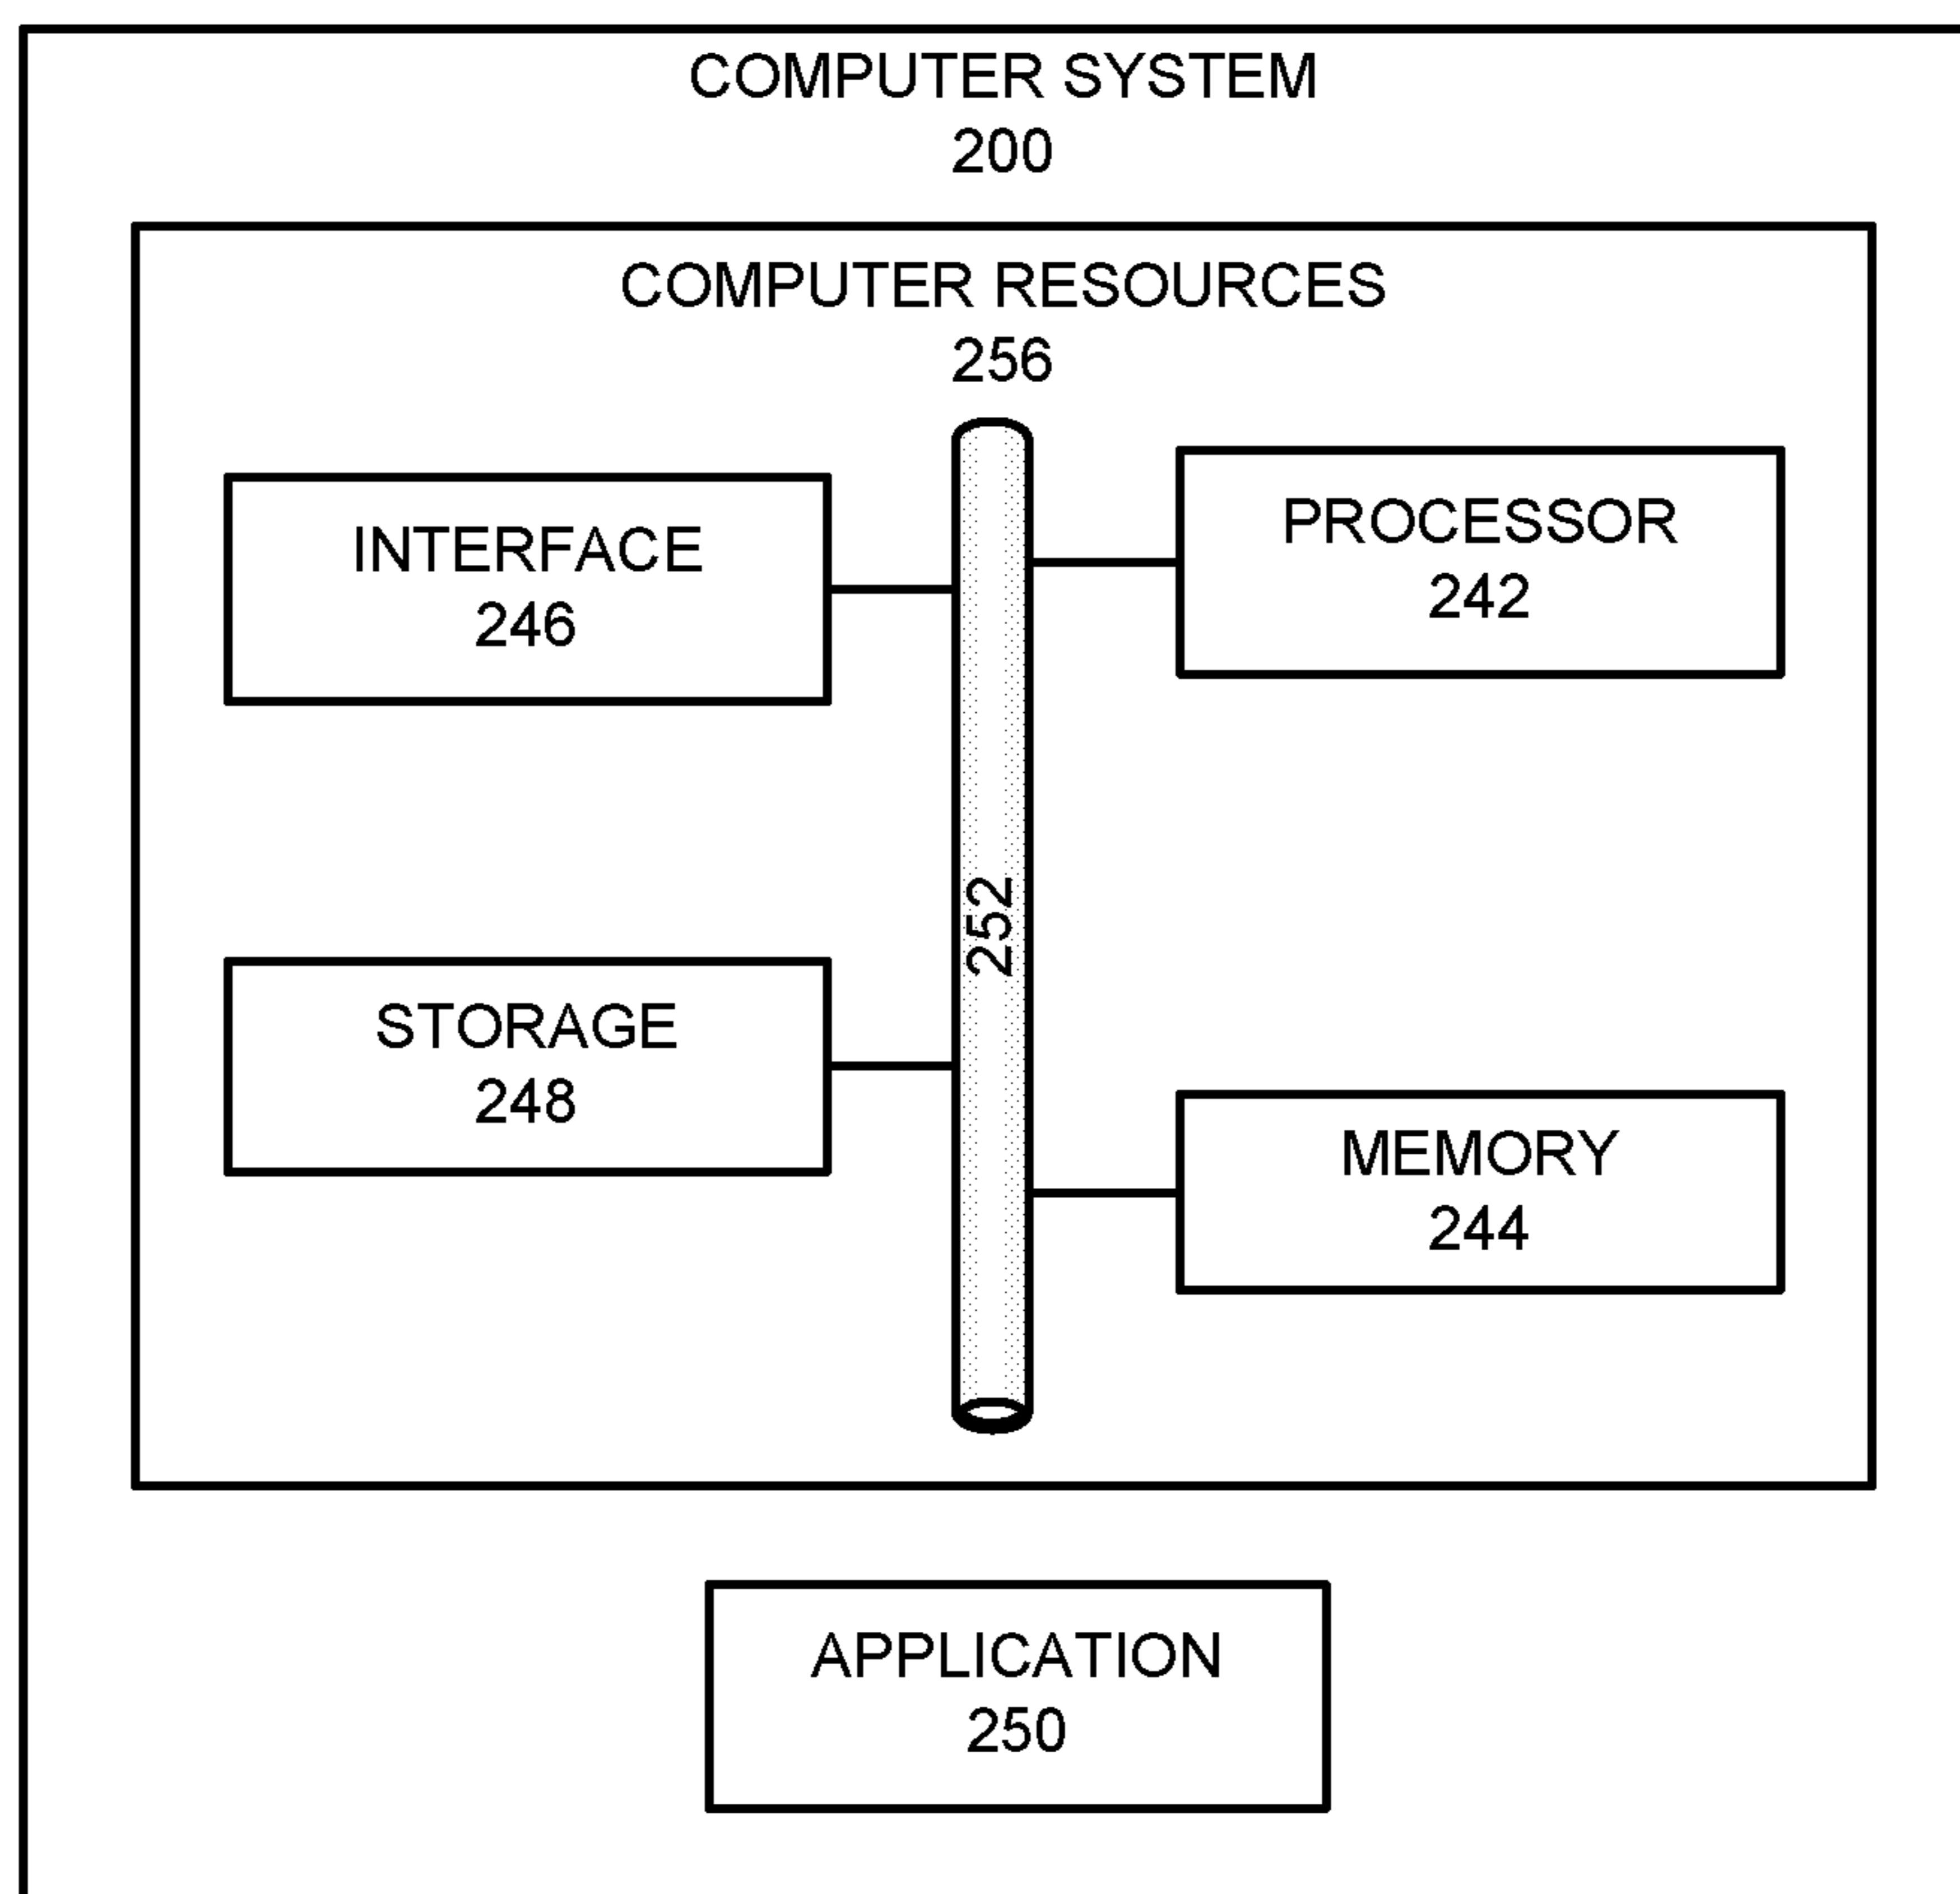 COMPUTER SYSTEM
200
COMPUTER RESOURCES
256
INTERFACE
246
PROCESSOR
242
252
STORAGE
248
MEMORY
244
APPLICATION
250